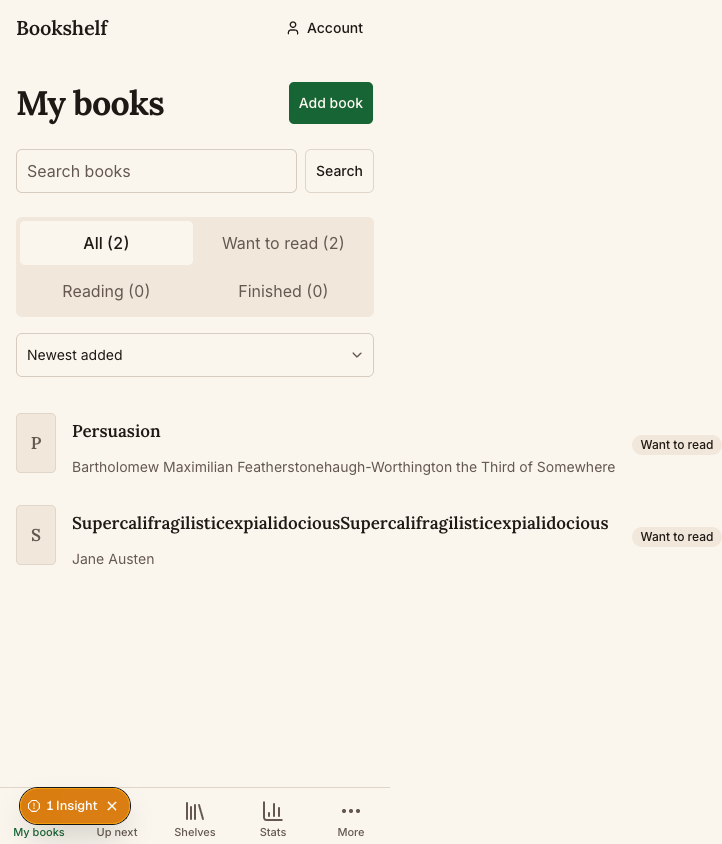 Bookshelf
Account
My books
Add book
Search books
Search
All (2)
Want to read (2)
Reading (0)
Finished (0)
Newest added
P
Persuasion
Bartholomew Maximilian Featherstonehaugh-Worthington the Third of Somewhere
Want to read
S
SupercalifragilisticexpialidociousSupercalifragilisticexpialidocious
Jane Austen
Want to read
1 Insight
My books
Up next
Shelves
Stats
More